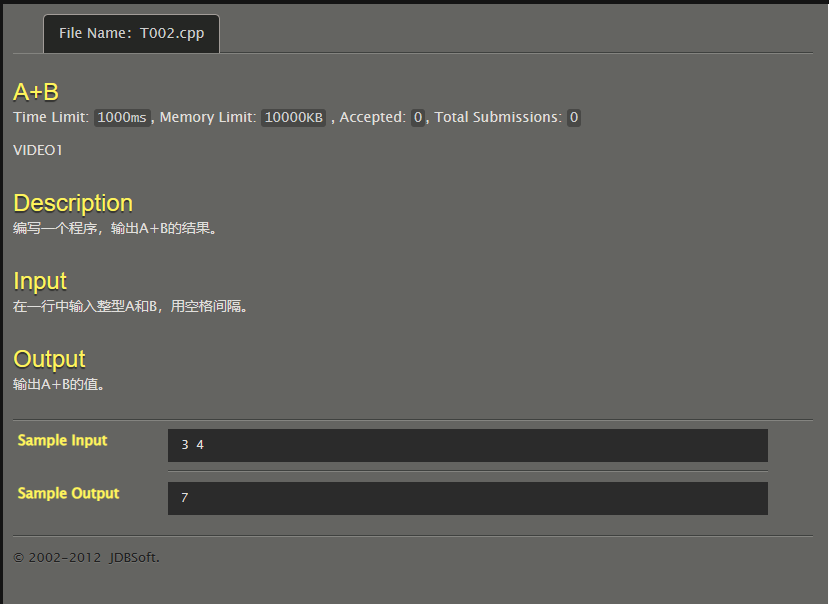 File Name: T002.cpp
A+B
Time Limit: 1000ms, Memory Limit: 10000KB , Accepted: 0, Total Submissions: 0
VIDEO1
Description
编写一个程序，输出A+B的结果。
Input
在一行中输入整型A和B，用空格间隔。
Output
输出A+B的值。
Sample Input
3 4
Sample Output
7
© 2002-2012 JDBSoft.